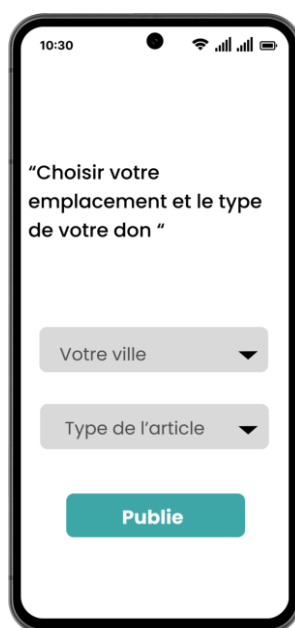 10:30
“Choisir votre
emplacement et le type
de votre don “
Votre ville
Type de l’article
Publie